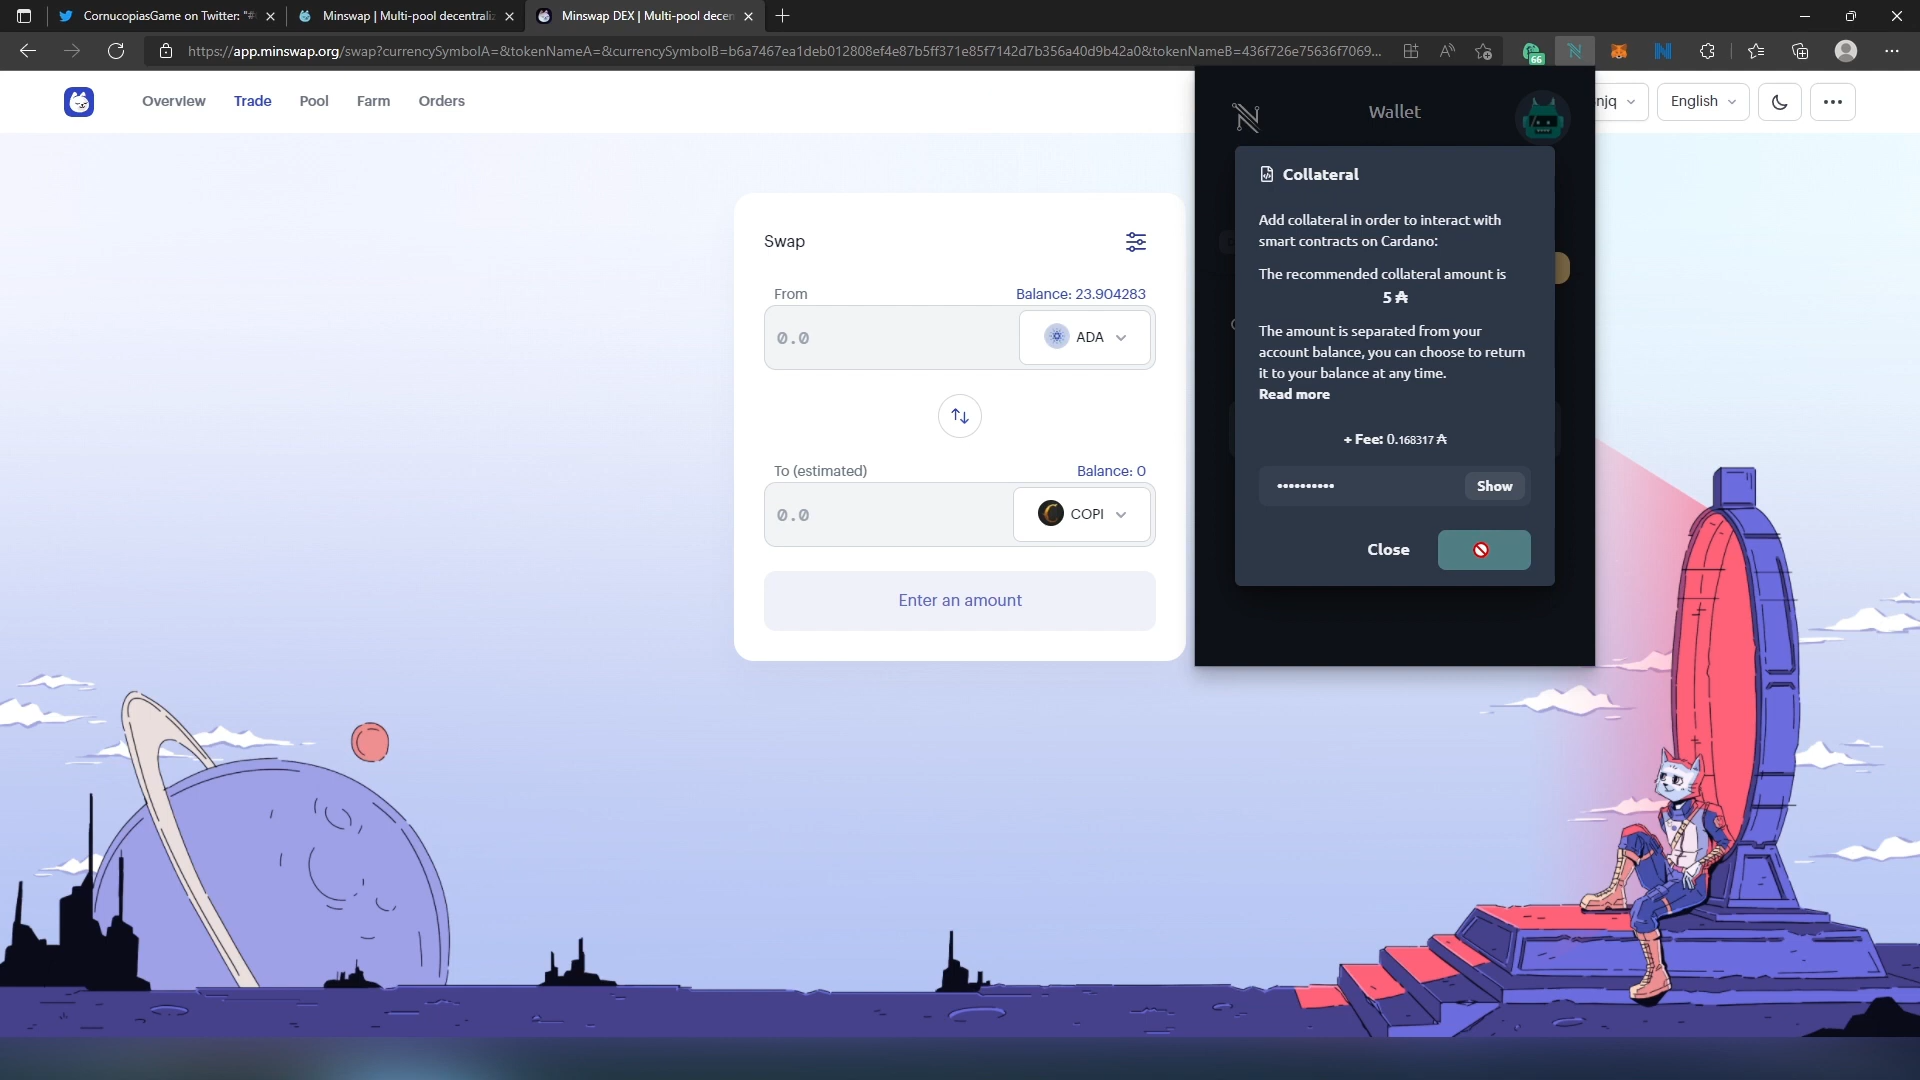 CornucopiasGame on Twitter: "#
Minswap | Multi-pool decentraliz
Minswap DEX | Multi-pool decen
https://app.minswap.org/swap?currencySymbolA=&tokenNameA=&currencySymbolB=b6a7467ea1deb012808ef4e87b5ff371e85f7142d7b356a40d9b42a0&tokenNameB=436f726e75636f7069...
66
Overview
Trade
Pool
Farm
Orders
njq
English
Wallet
Collateral
Add collateral in order to interact with
smart contracts on Cardano:
The recommended collateral amount is
5 ₳
The amount is separated from your
account balance, you can choose to return
it to your balance at any time.
Read more
+ Fee: 0.168317 ₳
••••••••••
Show
Close
Swap
From
Balance: 23.904283
0.0
ADA
To (estimated)
Balance: 0
0.0
COPI
Enter an amount